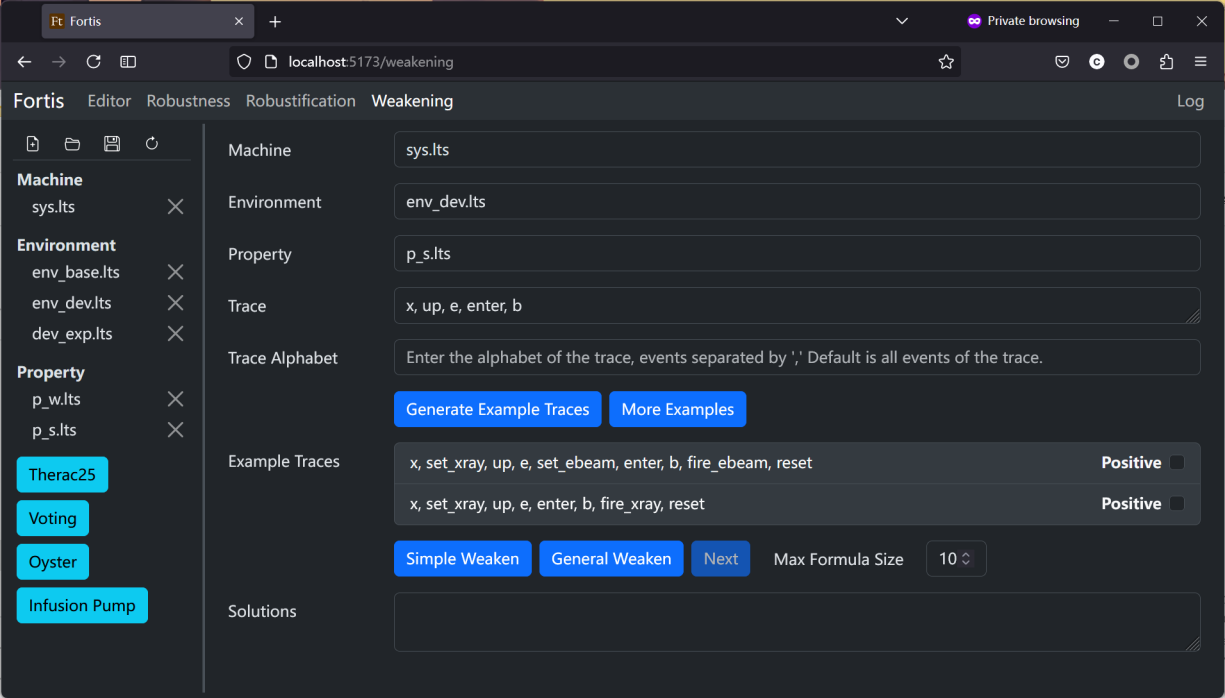 Ft Fortis
Private browsing
localhost:5173/weakening
Fortis Editor Robustness Robustification Weakening Log
Machine
sys.lts
Environment
env_base.lts
env_dev.lts
dev_exp.lts
Property
p_w.lts
p_s.lts
Therac25
Voting
Oyster
Infusion Pump
Machine sys.lts
Environment env_dev.lts
Property p_s.lts
Trace x, up, e, enter, b
Trace Alphabet Enter the alphabet of the trace, events separated by ',' Default is all events of the trace.
Generate Example Traces More Examples
Example Traces x, set_xray, up, e, set_ebeam, enter, b, fire_ebeam, reset Positive
x, set_xray, up, e, enter, b, fire_xray, reset Positive
Simple Weaken General Weaken Next Max Formula Size 10
Solutions